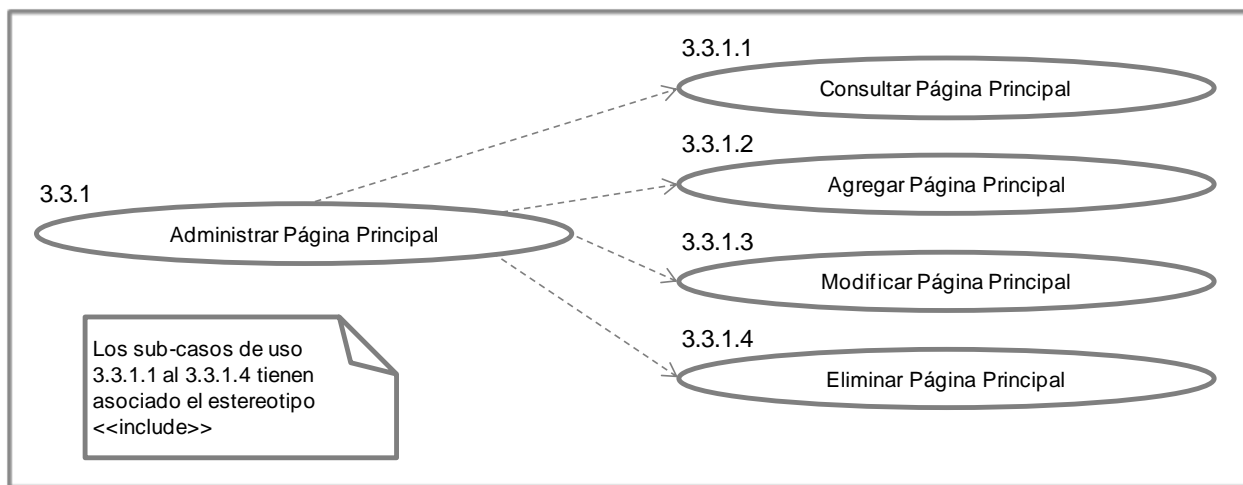 3.3.1.1
Consultar Página Principal
3.3.1.2
Agregar Página Principal
3.3.1
Administrar Página Principal
3.3.1.3
Modificar Página Principal
3.3.1.4
Eliminar Página Principal
Los sub-casos de uso
3.3.1.1 al 3.3.1.4 tienen
asociado el estereotipo
<<include>>